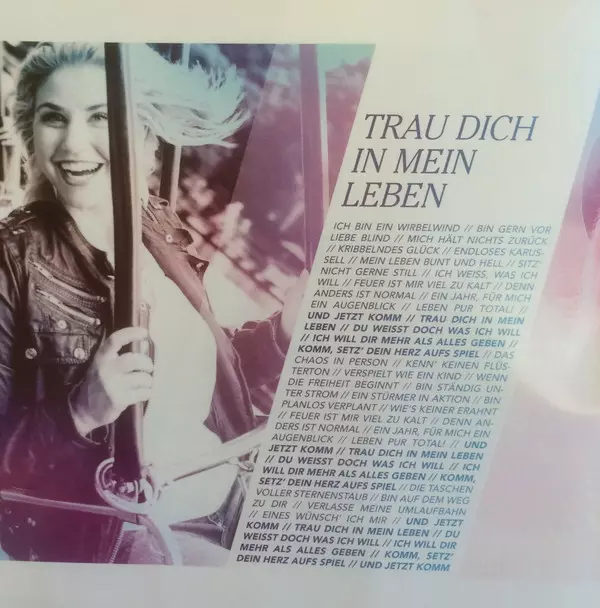 TRAU DICH
IN MEIN
LEBEN
ICH BIN EIN WIRBELWIND // BIN GERN VOR
LIEBE BLIND // MICH HÄLT NICHTS ZURÜCK
// KRIBBELNDES GLÜCK // ENDLOSES KARUS-
SELL // MEIN LEBEN BUNT UND HELL // SITZ'
NICHT GERNE STILL // ICH WEISS, WAS ICH
WILL // FEUER IST MIR VIEL ZU KALT // DENN
ANDERS IST NORMAL // EIN JAHR, FÜR MICH
EIN AUGENBLICK // LEBEN PUR TOTAL! //
UND JETZT KOMM // TRAU DICH IN MEIN
LEBEN // DU WEISST DOCH WAS ICH WILL
// ICH WILL DIR MEHR ALS ALLES GEBEN //
KOMM, SETZ' DEIN HERZ AUFS SPIEL // DAS
CHAOS IN PERSON // KENN' KEINEN FLÜS-
TERTON // VERSPIELT WIE EIN KIND // WENN
DIE FREIHEIT BEGINNT // BIN STÄNDIG UN-
TER STROM // EIN STÜRMER IN AKTION // BIN
PLANLOS VERPLANT // WIE'S KEINER ERAHNT
// FEUER IST MIR VIEL ZU KALT // DENN AN-
DERS IST NORMAL // EIN JAHR, FÜR MICH EIN
AUGENBLICK // LEBEN PUR TOTAL! // UND
JETZT KOMM // TRAU DICH IN MEIN LEBEN
// DU WEISST DOCH WAS ICH WILL // ICH
WILL DIR MEHR ALS ALLES GEBEN // KOMM,
SETZ' DEIN HERZ AUFS SPIEL // DIE TASCHEN
VOLLER STERNENSTAUB // BIN AUF DEM WEG
ZU DIR // VERLASSE MEINE UMLAUFBAHN
// EINES WÜNSCH' ICH MIR // UND JETZT
KOMM // TRAU DICH IN MEIN LEBEN // DU
WEISST DOCH WAS ICH WILL // ICH WILL DIR
MEHR ALS ALLES GEBEN // KOMM, SETZ'
DEIN HERZ AUFS SPIEL // UND JETZT KOMM